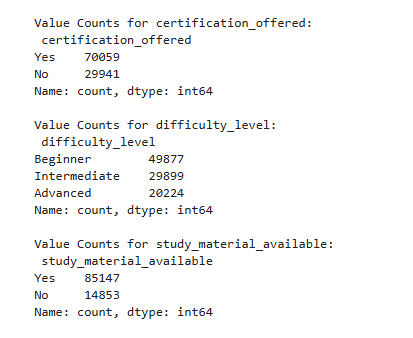 Value Counts for certification_offered:
certification_offered
Yes    70059
No     29941
Name: count, dtype: int64

Value Counts for difficulty_level:
difficulty_level
Beginner        49877
Intermediate    29899
Advanced        20224
Name: count, dtype: int64

Value Counts for study_material_available:
study_material_available
Yes    85147
No     14853
Name: count, dtype: int64